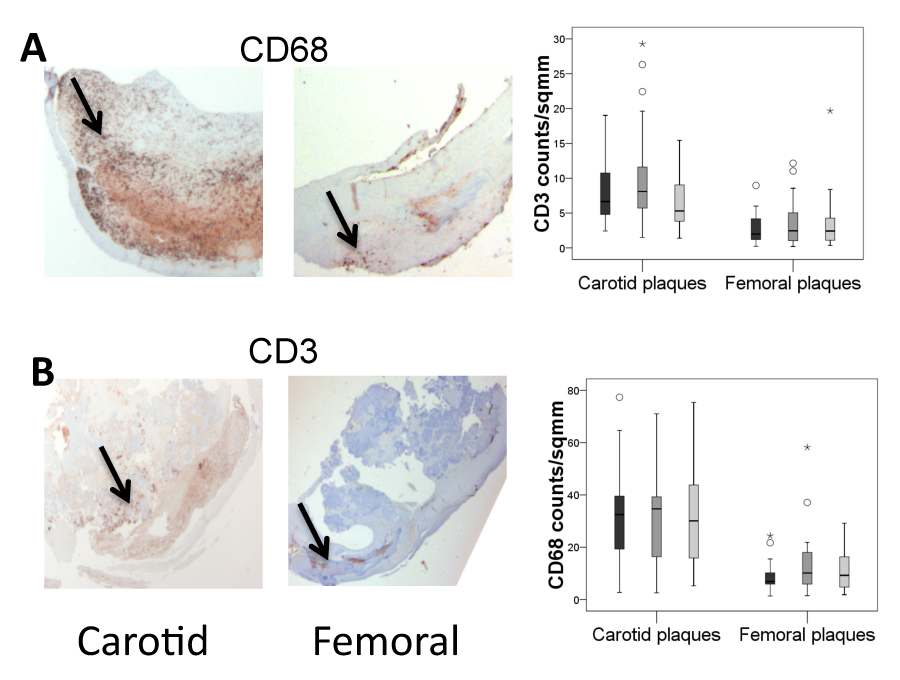 A
CD68
CD3 counts/sqmm
30
25
20
15
10
5
0
Carotid plaques
Femoral plaques
B
CD3
CD68 counts/sqmm
80
60
40
20
0
Carotid plaques
Femoral plaques
Carotid
Femoral